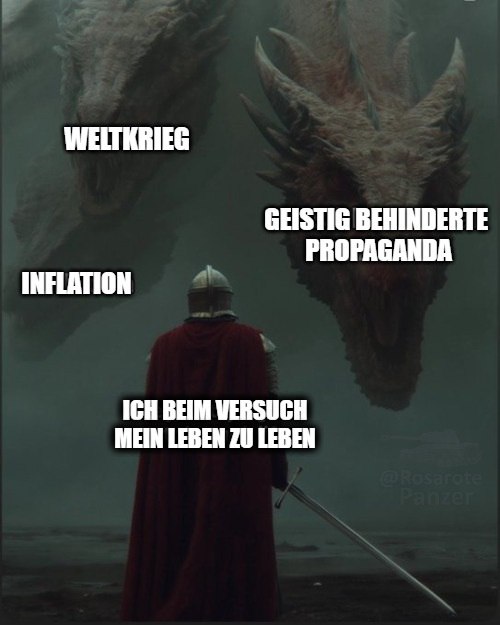 WELTKRIEG
GEISTIG BEHINDERTE
PROPAGANDA
INFLATION
ICH BEIM VERSUCH
MEIN LEBEN ZU LEBEN
@Rosarote
Panzer